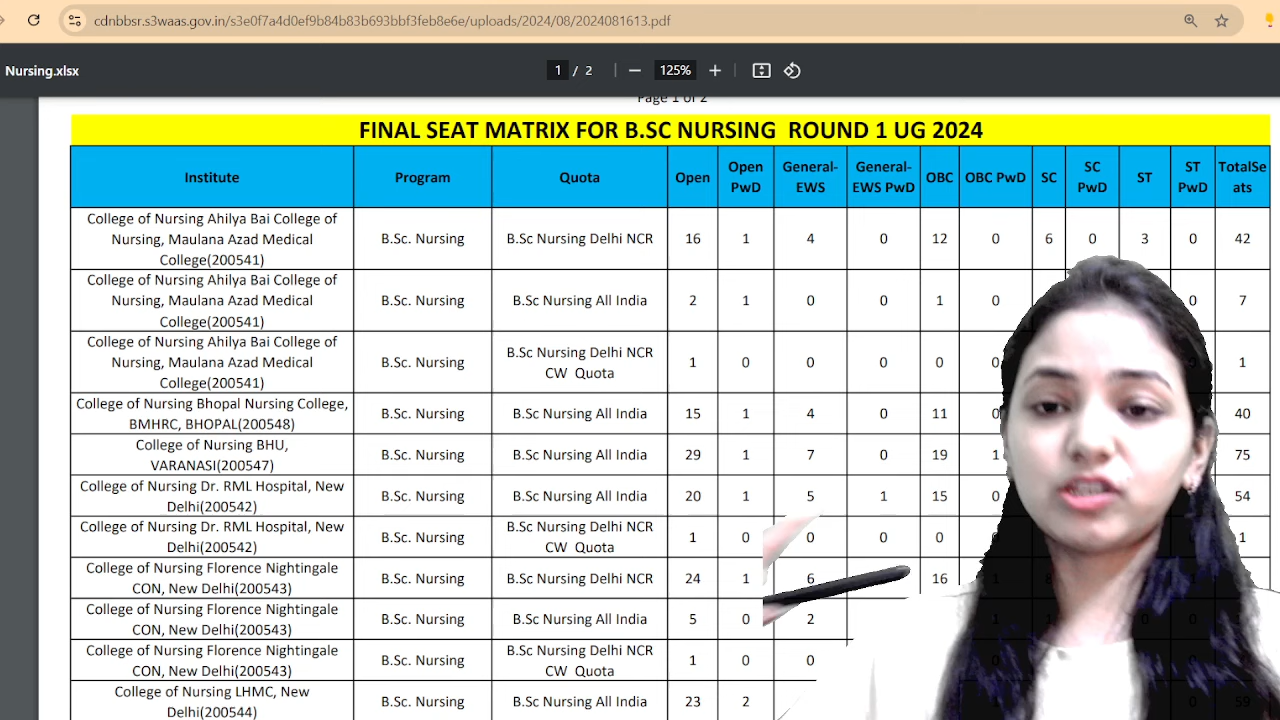 cdnbbsr.s3waas.gov.in/s3e0f7a4d0ef9b84b83b693bbf3feb8e6e/uploads/2024/08/2024081613.pdf
Nursing.xlsx 1 / 2 125%
Page 1 of 2
FINAL SEAT MATRIX FOR B.SC NURSING ROUND 1 UG 2024
Institute Program Quota Open Open PwD General-EWS General-EWS PwD OBC OBC PwD SC SC PwD ST ST PwD TotalSeats
College of Nursing Ahilya Bai College of
Nursing, Maulana Azad Medical
College(200541)
B.Sc. Nursing B.Sc Nursing Delhi NCR 16 1 4 0 12 0 6 0 3 0 42
College of Nursing Ahilya Bai College of
Nursing, Maulana Azad Medical
College(200541)
B.Sc. Nursing B.Sc Nursing All India 2 1 0 0 1 0 0 7
College of Nursing Ahilya Bai College of
Nursing, Maulana Azad Medical
College(200541)
B.Sc. Nursing B.Sc Nursing Delhi NCR
CW Quota
1 0 0 0 0 0 1
College of Nursing Bhopal Nursing College,
BMHRC, BHOPAL(200548)
B.Sc. Nursing B.Sc Nursing All India 15 1 4 0 11 0 40
College of Nursing BHU,
VARANASI(200547)
B.Sc. Nursing B.Sc Nursing All India 29 1 7 0 19 1 75
College of Nursing Dr. RML Hospital, New
Delhi(200542)
B.Sc. Nursing B.Sc Nursing All India 20 1 5 1 15 0 54
College of Nursing Dr. RML Hospital, New
Delhi(200542)
B.Sc. Nursing B.Sc Nursing Delhi NCR
CW Quota
1 0 0 0 0 0 1
College of Nursing Florence Nightingale
CON, New Delhi(200543)
B.Sc. Nursing B.Sc Nursing Delhi NCR 24 1 6 16
College of Nursing Florence Nightingale
CON, New Delhi(200543)
B.Sc. Nursing B.Sc Nursing All India 5 0 2
College of Nursing Florence Nightingale
CON, New Delhi(200543)
B.Sc. Nursing B.Sc Nursing Delhi NCR
CW Quota
1 0 0
College of Nursing LHMC, New
Delhi(200544)
B.Sc. Nursing B.Sc Nursing All India 23 2 59